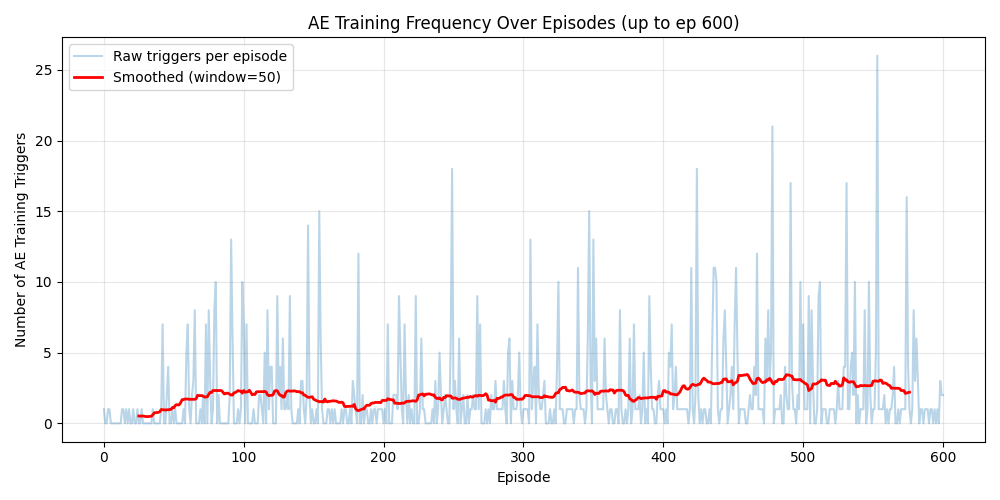 AE Training Frequency Over Episodes (up to ep 600)
Raw triggers per episode
Smoothed (window=50)
Number of AE Training Triggers
25
20
15
10
5
0
0 100 200 300 400 500 600
Episode